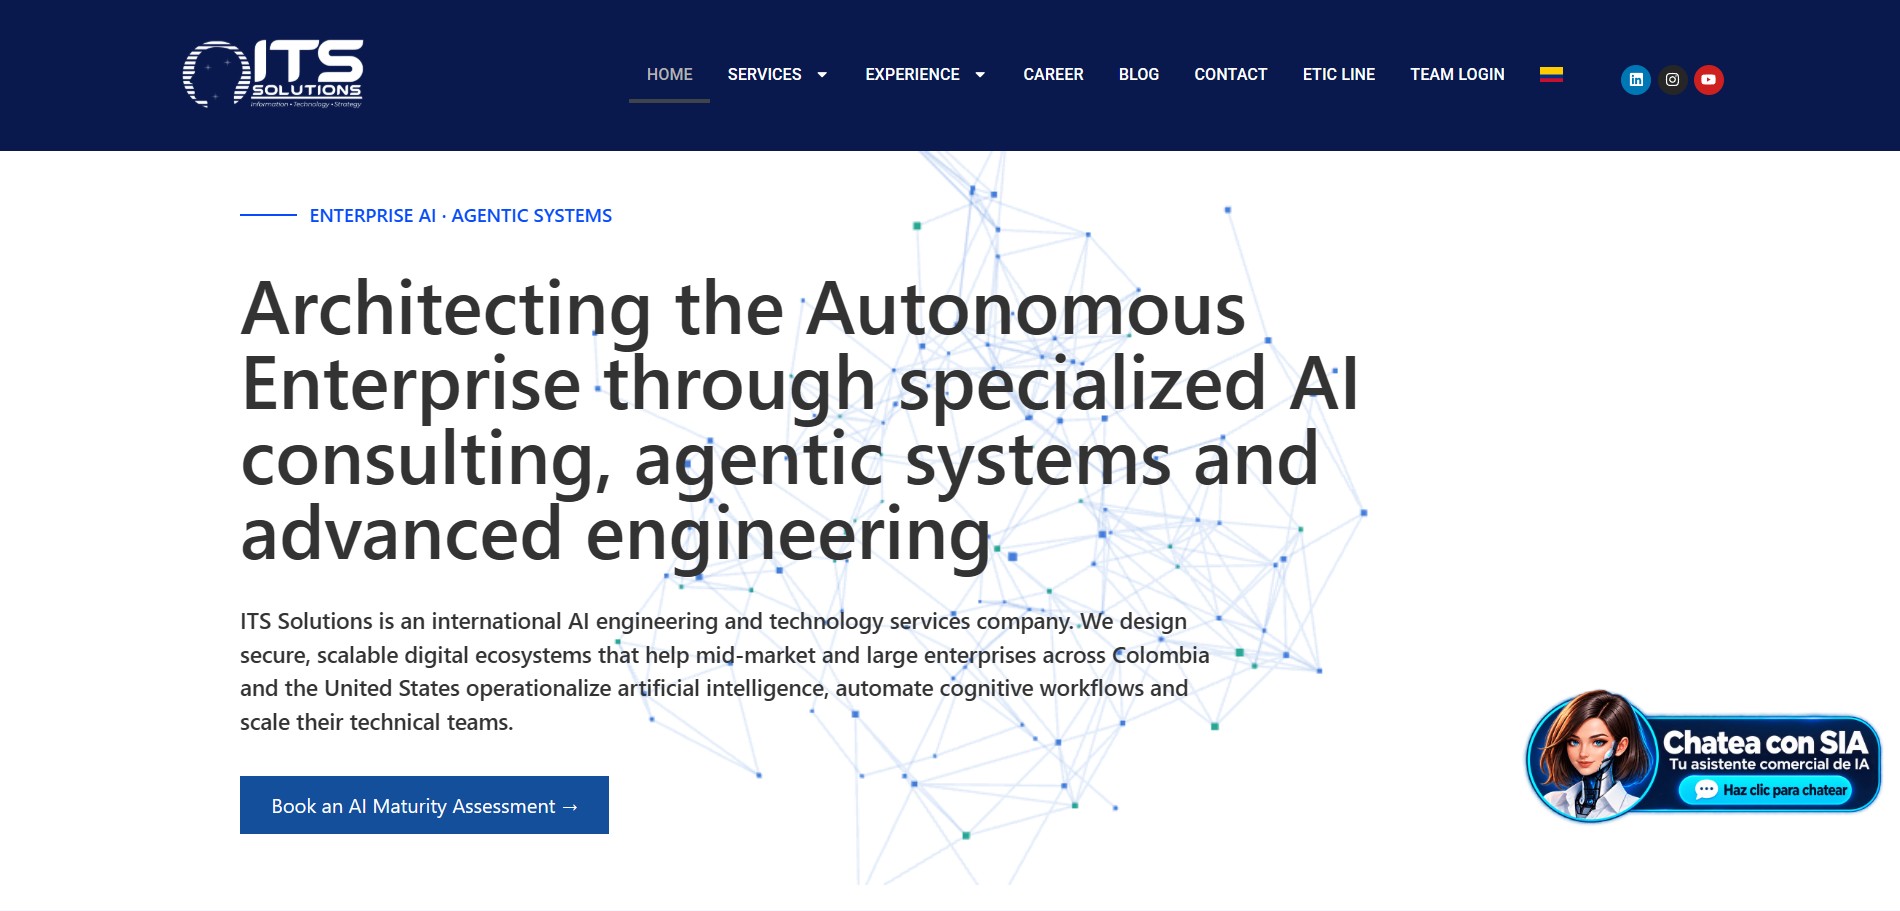 ITS
SOLUTIONS
Information • Technology • Strategy
HOME
SERVICES
EXPERIENCE
CAREER
BLOG
CONTACT
ETIC LINE
TEAM LOGIN
ENTERPRISE AI · AGENTIC SYSTEMS
Architecting the Autonomous
Enterprise through specialized AI
consulting, agentic systems and
advanced engineering
ITS Solutions is an international AI engineering and technology services company. We design
secure, scalable digital ecosystems that help mid-market and large enterprises across Colombia
and the United States operationalize artificial intelligence, automate cognitive workflows and
scale their technical teams.
Book an AI Maturity Assessment →
Chatea con SIA
Tu asistente comercial de IA
Haz clic para chatear